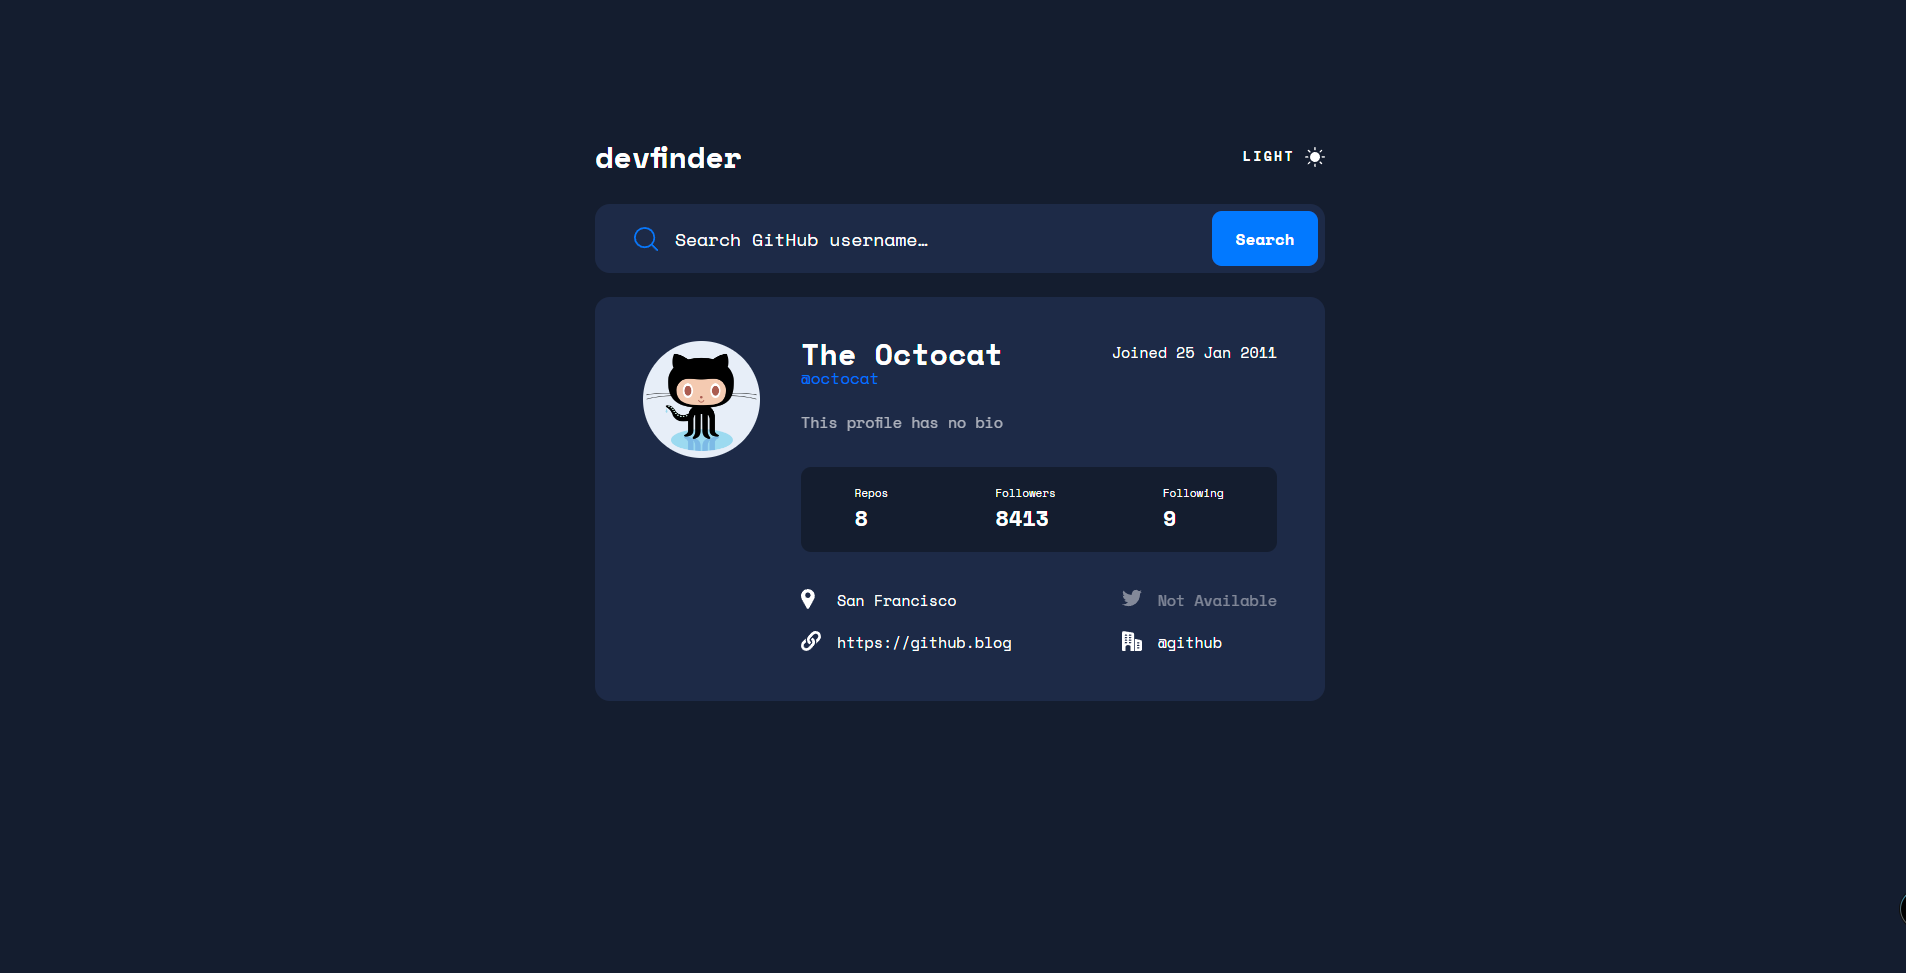 devfinder
LIGHT
Search GitHub username…
Search
The Octocat
Joined 25 Jan 2011
@octocat
This profile has no bio
Repos
Followers
Following
8
8413
9
San Francisco
Not Available
https://github.blog
@github